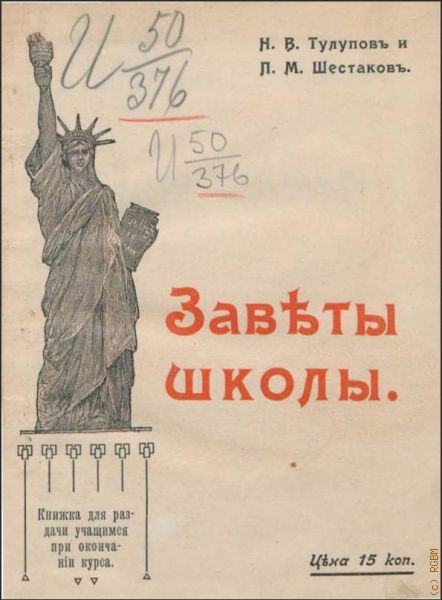 И 50/376
Н. В. Тулуповъ и
П. М. Шестаковъ.
И 50/376
Завѣты
школы.
Книжка для раз-
дачи учащимся
при оконча-
ніи курса.
Цѣна 15 коп.
(c) RGBM